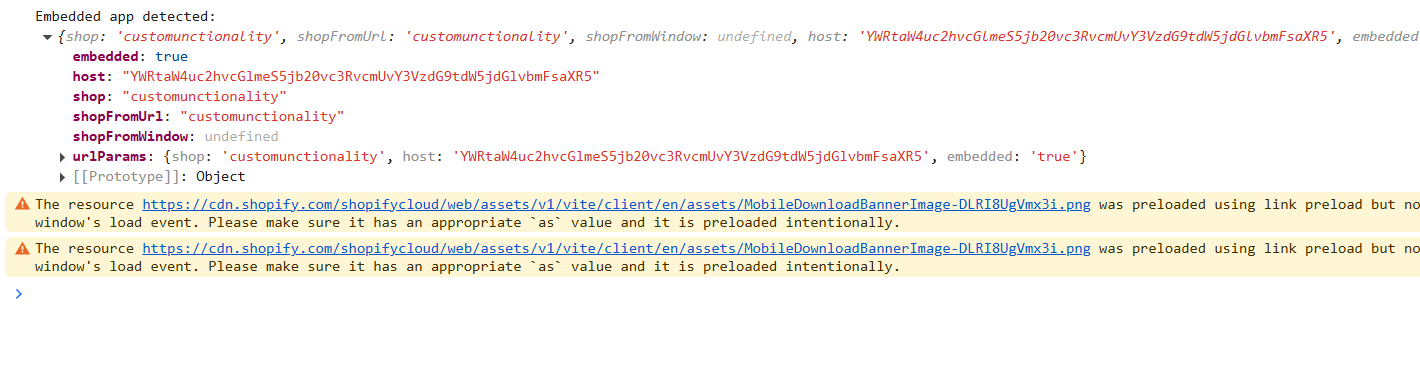 Embedded app detected:
{shop: 'customunctionality', shopFromUrl: 'customunctionality', shopFromWindow: undefined, host: 'YWRtaW4uc2hvcGlmeS5jb20vc3RvcmUvY3VzdG9tdW5jdGlvbmFsaXR5', embedded
embedded: true
host: "YWRtaW4uc2hvcGlmeS5jb20vc3RvcmUvY3VzdG9tdW5jdGlvbmFsaXR5"
shop: "customunctionality"
shopFromUrl: "customunctionality"
shopFromWindow: undefined
urlParams: {shop: 'customunctionality', host: 'YWRtaW4uc2hvcGlmeS5jb20vc3RvcmUvY3VzdG9tdW5jdGlvbmFsaXR5', embedded: 'true'}
[[Prototype]]: Object
The resource https://cdn.shopify.com/shopifycloud/web/assets/v1/vite/client/en/assets/MobileDownloadBannerImage-DLRI8UgVmx3i.png was preloaded using link preload but no
window's load event. Please make sure it has an appropriate `as` value and it is preloaded intentionally.
The resource https://cdn.shopify.com/shopifycloud/web/assets/v1/vite/client/en/assets/MobileDownloadBannerImage-DLRI8UgVmx3i.png was preloaded using link preload but no
window's load event. Please make sure it has an appropriate `as` value and it is preloaded intentionally.